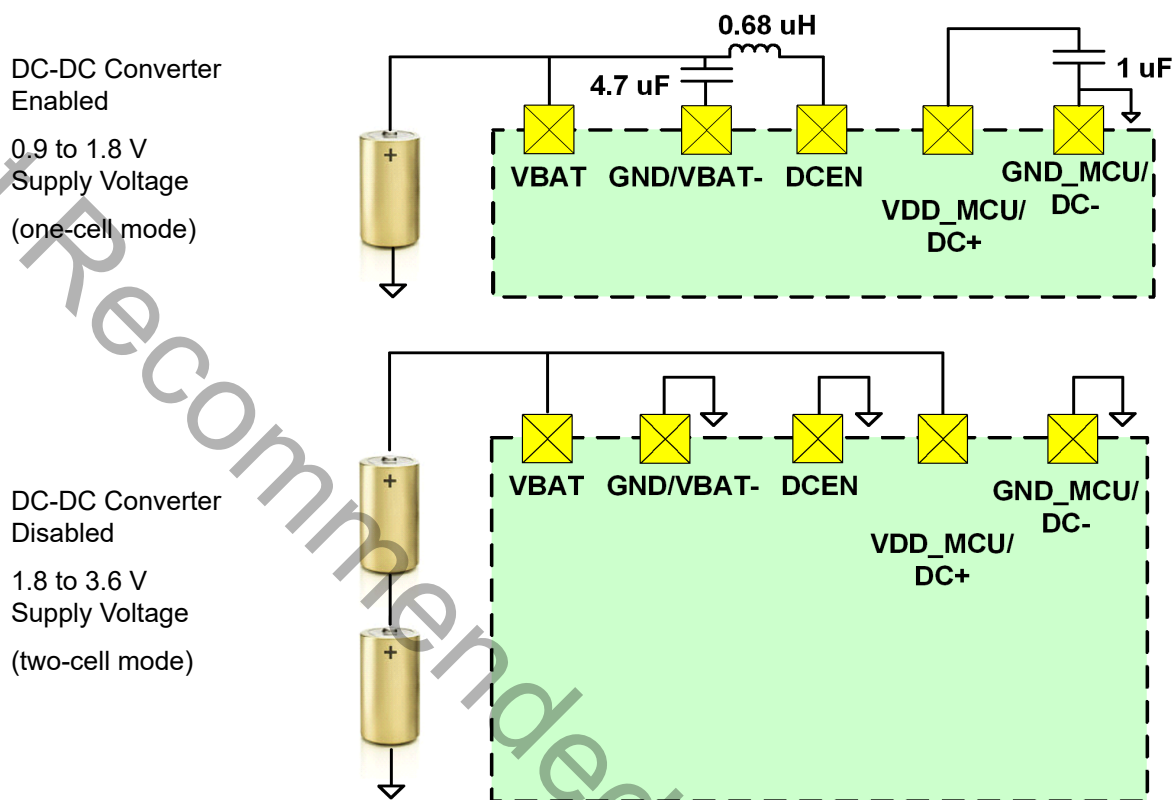 DC-DC Converter
Enabled
0.9 to 1.8 V
Supply Voltage
(one-cell mode)
0.68 uH
4.7 uF
1 uF
+
VBAT
GND/VBAT-
DCEN
VDD_MCU/
DC+
GND_MCU/
DC-
DC-DC Converter
Disabled
1.8 to 3.6 V
Supply Voltage
(two-cell mode)
+
+
VBAT
GND/VBAT-
DCEN
VDD_MCU/
DC+
GND_MCU/
DC-
t Recommended